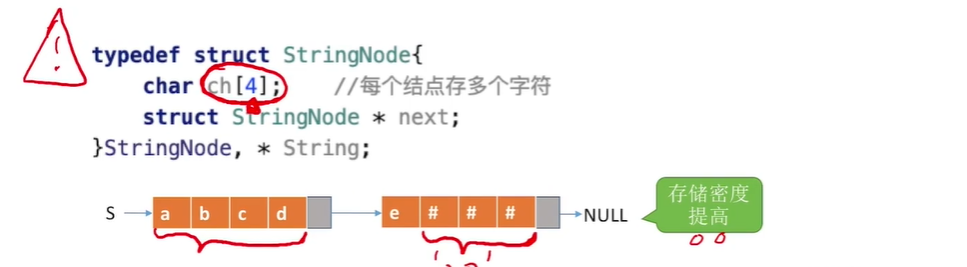 typedef struct StringNode{
char ch[4]; //每个结点存多个字符
struct StringNode * next;
}StringNode, * String;
S a b c d e # # # NULL
存储密度
提高